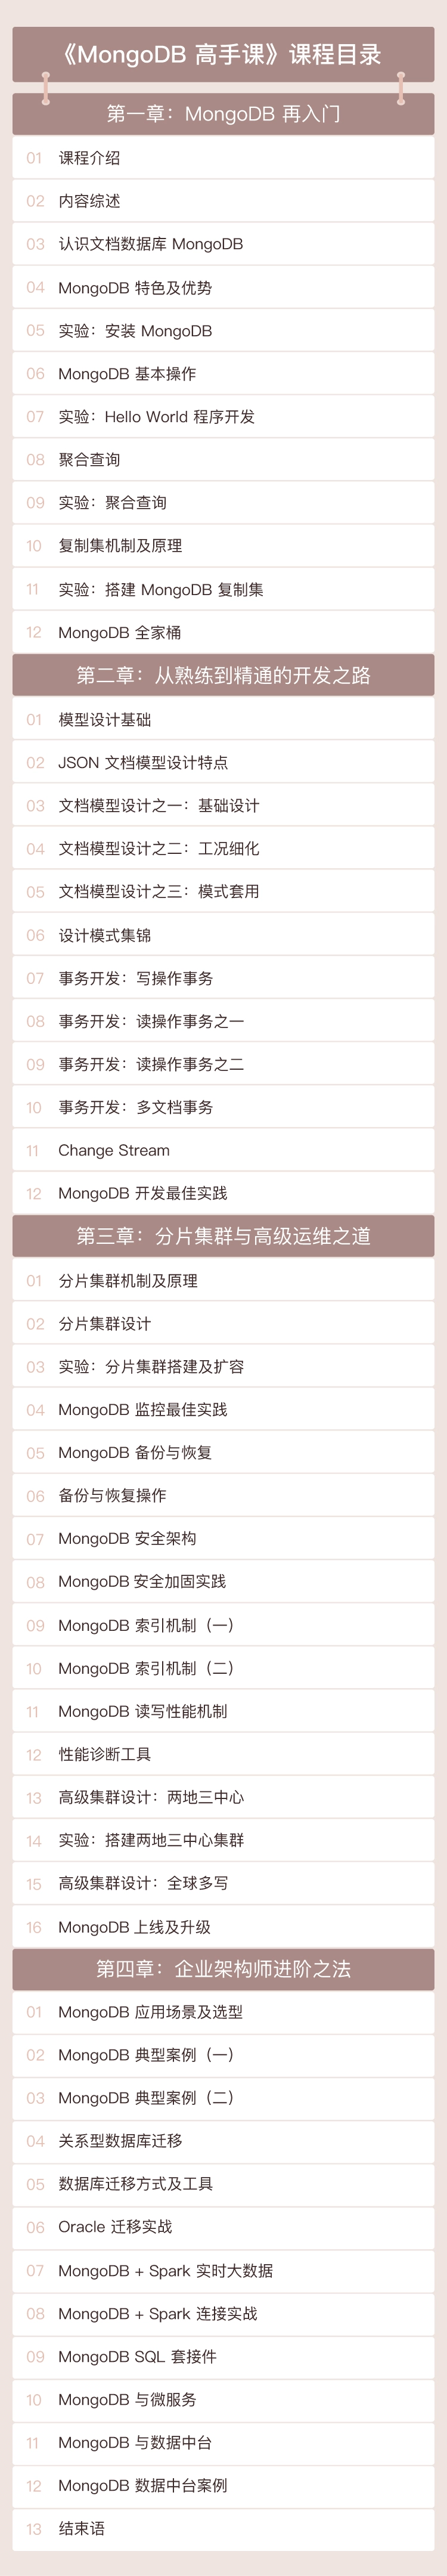 《MongoDB 高手课》课程目录
第一章：MongoDB 再入门
01 课程介绍
02 内容综述
03 认识文档数据库 MongoDB
04 MongoDB 特色及优势
05 实验：安装 MongoDB
06 MongoDB 基本操作
07 实验：Hello World 程序开发
08 聚合查询
09 实验：聚合查询
10 复制集机制及原理
11 实验：搭建 MongoDB 复制集
12 MongoDB 全家桶
第二章：从熟练到精通的开发之路
01 模型设计基础
02 JSON 文档模型设计特点
03 文档模型设计之一：基础设计
04 文档模型设计之二：工况细化
05 文档模型设计之三：模式套用
06 设计模式集锦
07 事务开发：写操作事务
08 事务开发：读操作事务之一
09 事务开发：读操作事务之二
10 事务开发：多文档事务
11 Change Stream
12 MongoDB 开发最佳实践
第三章：分片集群与高级运维之道
01 分片集群机制及原理
02 分片集群设计
03 实验：分片集群搭建及扩容
04 MongoDB 监控最佳实践
05 MongoDB 备份与恢复
06 备份与恢复操作
07 MongoDB 安全架构
08 MongoDB 安全加固实践
09 MongoDB 索引机制（一）
10 MongoDB 索引机制（二）
11 MongoDB 读写性能机制
12 性能诊断工具
13 高级集群设计：两地三中心
14 实验：搭建两地三中心集群
15 高级集群设计：全球多写
16 MongoDB 上线及升级
第四章：企业架构师进阶之法
01 MongoDB 应用场景及选型
02 MongoDB 典型案例（一）
03 MongoDB 典型案例（二）
04 关系型数据库迁移
05 数据库迁移方式及工具
06 Oracle 迁移实战
07 MongoDB + Spark 实时大数据
08 MongoDB + Spark 连接实战
09 MongoDB SQL 套接件
10 MongoDB 与微服务
11 MongoDB 与数据中台
12 MongoDB 数据中台案例
13 结束语